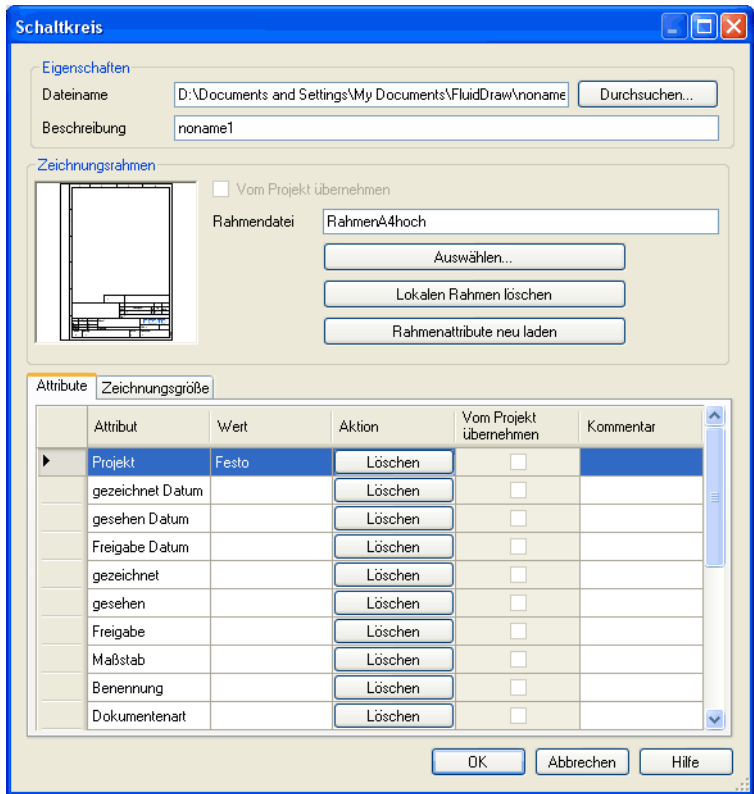 Schaltkreis
Eigenschaften
Dateiname D:\Documents and Settings\My Documents\FluidDraw\noname Durchsuchen...
Beschreibung noname1
Zeichnungsrahmen
Vom Projekt übernehmen
Rahmendatei RahmenA4hoch
Auswählen...
Lokalen Rahmen löschen
Rahmenattribute neu laden
Attribute Zeichnungsgröße
Attribut Wert Aktion Vom Projekt übernehmen Kommentar
Projekt Festo Löschen
gezeichnet Datum Löschen
gesehen Datum Löschen
Freigabe Datum Löschen
gezeichnet Löschen
gesehen Löschen
Freigabe Löschen
Maßstab Löschen
Benennung Löschen
Dokumentenart Löschen
OK Abbrechen Hilfe